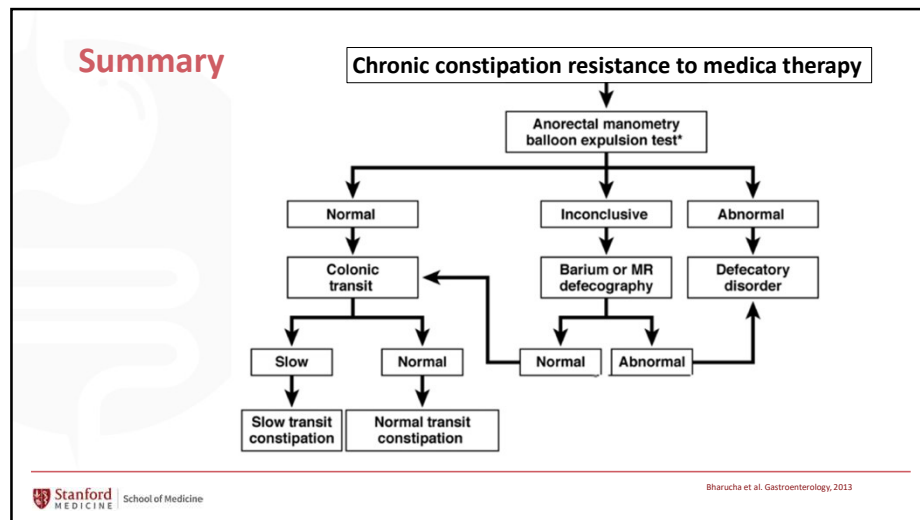 Summary
Chronic constipation resistance to medica therapy
Anorectal manometry
balloon expulsion test*
Normal
Inconclusive
Abnormal
Colonic
transit
Barium or MR
defecography
Defecatory
disorder
Slow
Normal
Normal
Abnormal
Slow transit
constipation
Normal transit
constipation
Bharucha et al. Gastroenterology, 2013
Stanford
MEDICINE
School of Medicine